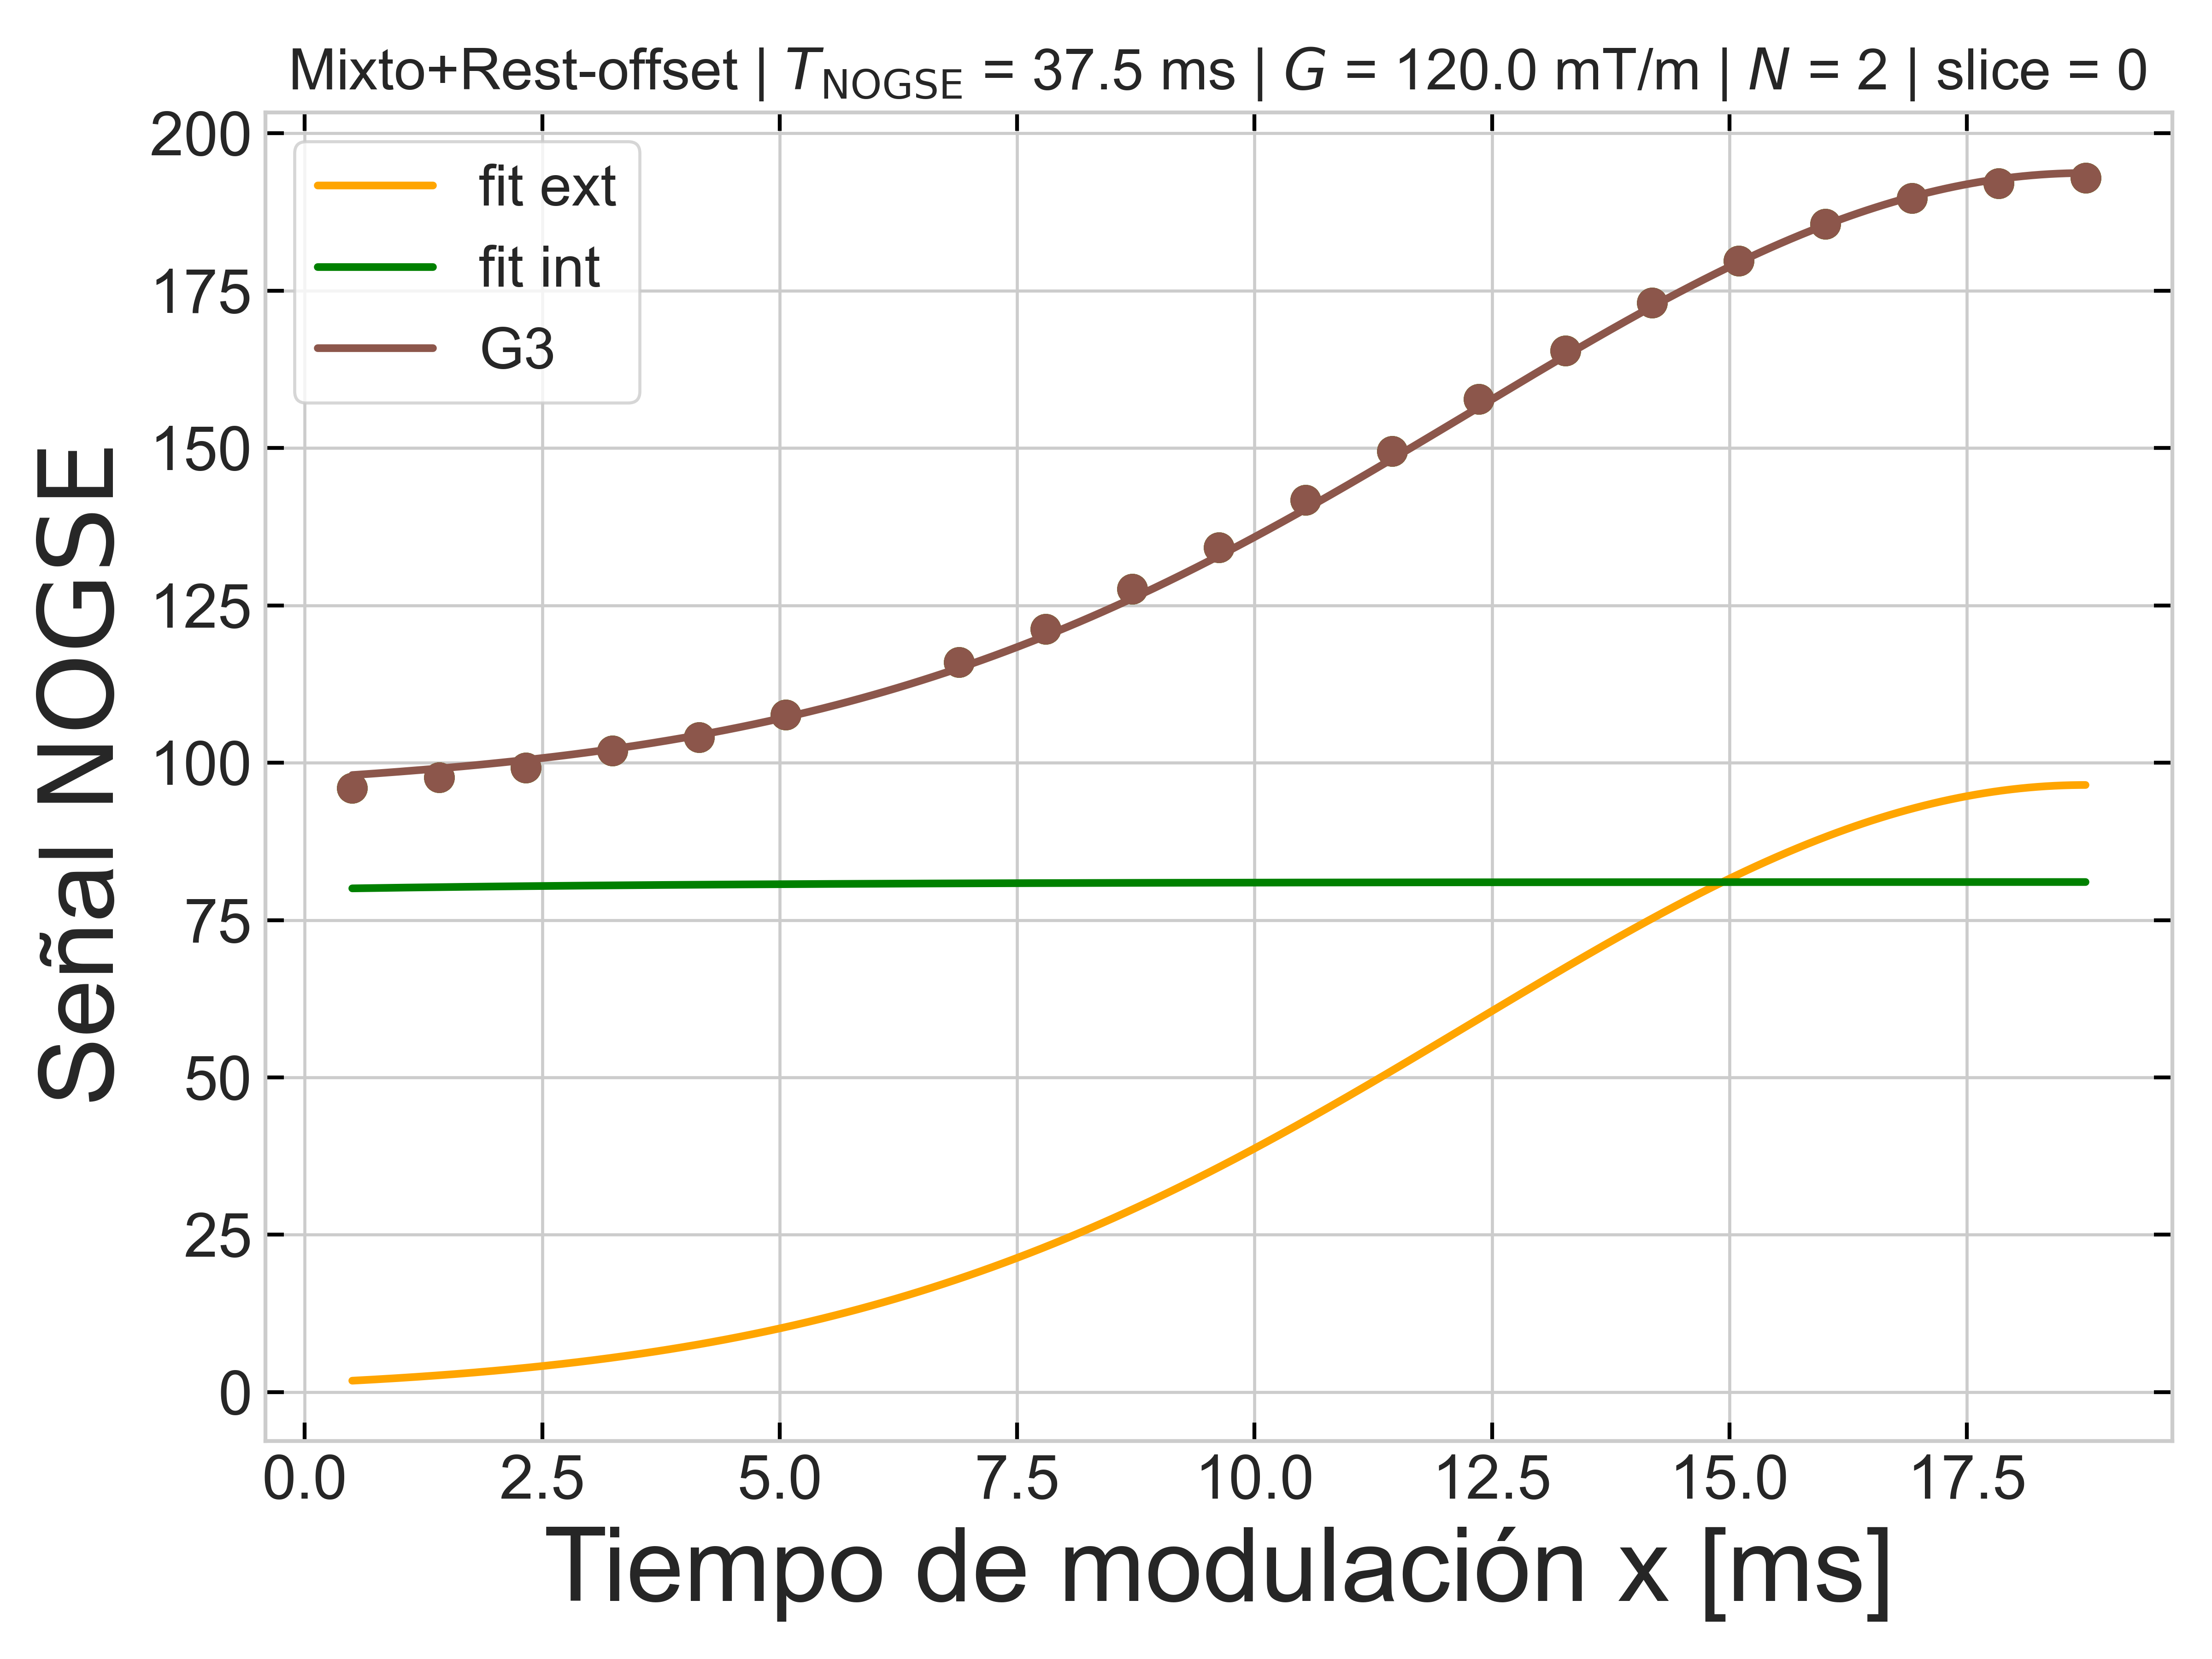 Mixto+Rest-offset | T_NOGSE = 37.5 ms | G = 120.0 mT/m | N = 2 | slice = 0
200
175
150
125
100
75
50
25
0
fit ext
fit int
G3
Señal NOGSE
0.0 2.5 5.0 7.5 10.0 12.5 15.0 17.5
Tiempo de modulación x [ms]